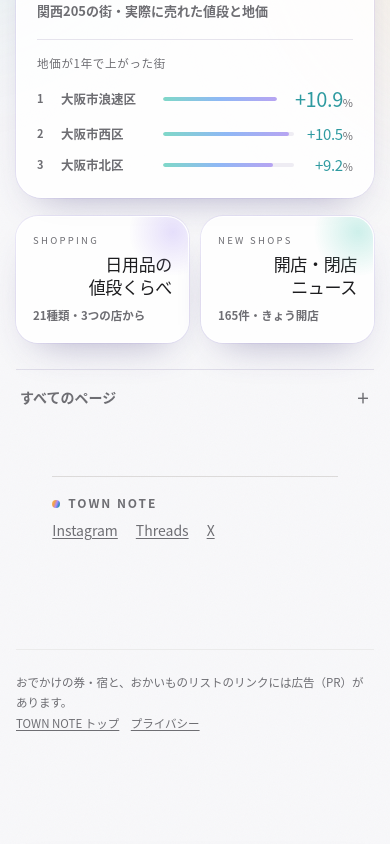 関西205の街・実際に売れた値段と地価
地価が1年で上がった街
1 大阪市浪速区 +10.9%
2 大阪市西区 +10.5%
3 大阪市北区 +9.2%
SHOPPING
日用品の
値段くらべ
21種類・3つの店から
NEW SHOPS
開店・閉店
ニュース
165件・きょう開店
すべてのページ +
TOWN NOTE
Instagram Threads X
おでかけの券・宿と、おかいものリストのリンクには広告（PR）が
あります。
TOWN NOTE トップ プライバシー